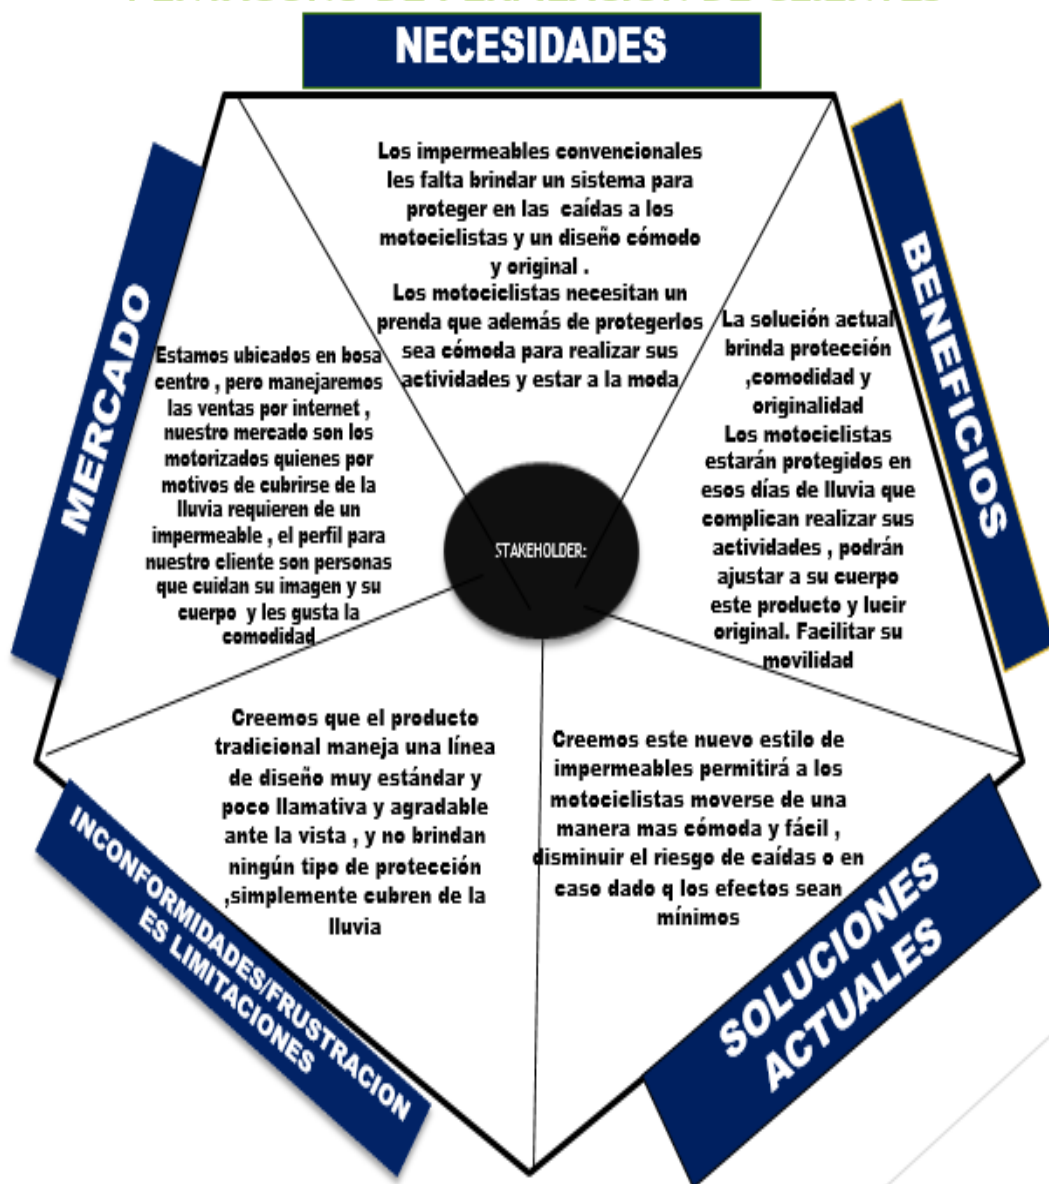 NECESIDADES
Los impermeables convencionales
les falta brindar un sistema para
proteger en las caídas a los
motociclistas y un diseño cómodo
y original .
Los motociclistas necesitan un
prenda que además de protegerlos
sea cómoda para realizar sus
actividades y estar a la moda
BENEFICIOS
La solución actual
brinda protección
,comodidad y
originalidad
Los motociclistas
estarán protegidos en
esos días de lluvia que
complican realizar sus
actividades , podrán
ajustar a su cuerpo
este producto y lucir
original. Facilitar su
movilidad
MERCADO
Estamos ubicados en bosa
centro , pero manejaremos
las ventas por internet ,
nuestro mercado son los
motorizados quienes por
motivos de cubrirse de la
lluvia requieren de un
impermeable , el perfil para
nuestro cliente son personas
que cuidan su imagen y su
cuerpo y les gusta la
comodidad
STAKEHOLDER:
Creemos que el producto
tradicional maneja una línea
de diseño muy estándar y
poco llamativa y agradable
ante la vista , y no brindan
ningún tipo de protección
,simplemente cubren de la
lluvia
INCONFORMIDADES/FRUSTRACION
ES LIMITACIONES
Creemos este nuevo estilo de
impermeables permitirá a los
motociclistas moverse de una
manera mas cómoda y fácil ,
disminuir el riesgo de caídas o en
caso dado q los efectos sean
mínimos
SOLUCIONES
ACTUALES